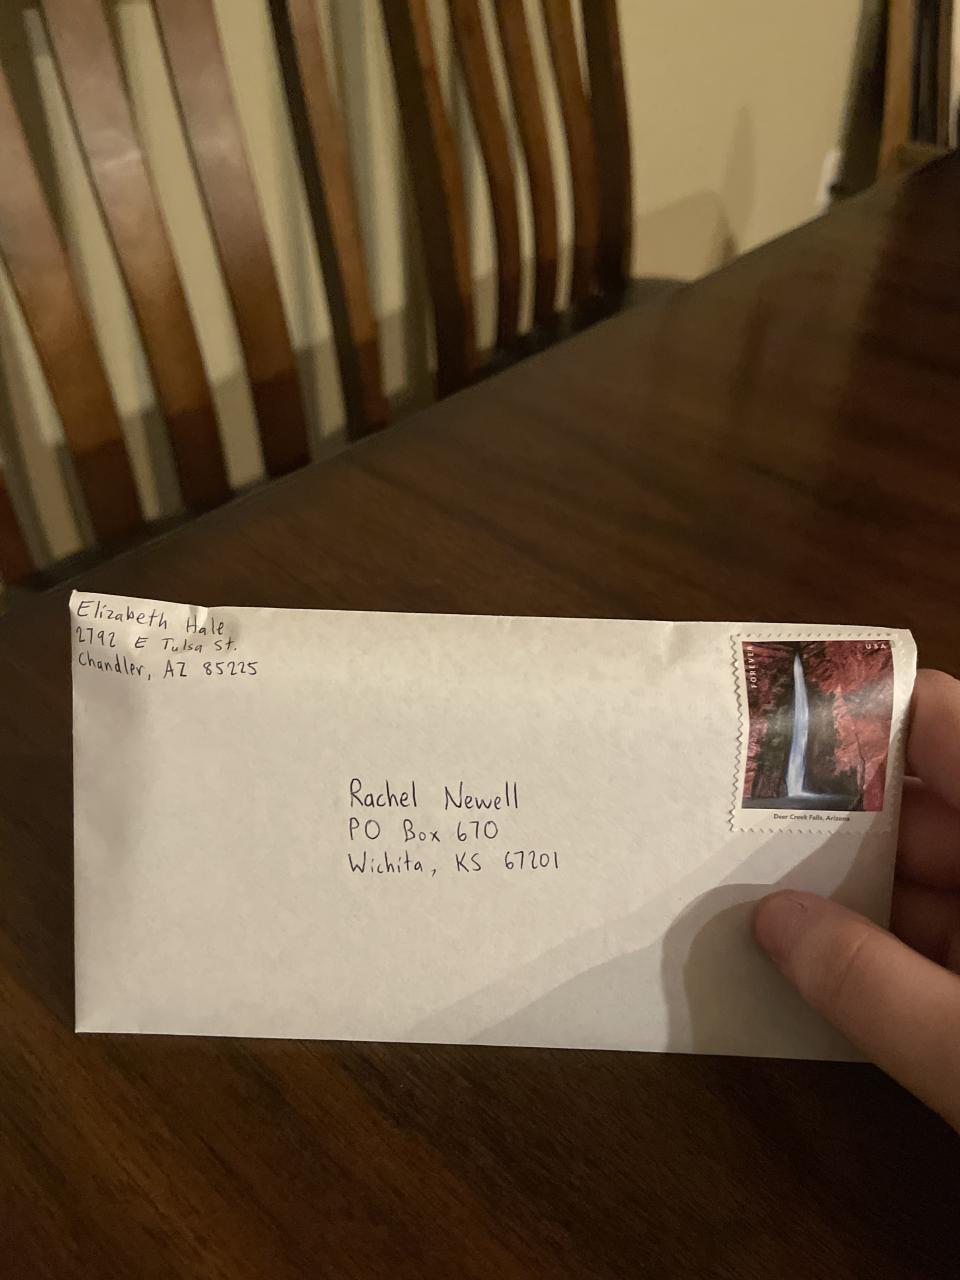 Elizabeth Hale
2792 E Tulsa St.
Chandler, AZ 85225
FOREVER
USA
Deer Creek Falls, Arizona
Rachel Newell
PO Box 670
Wichita, KS 67201